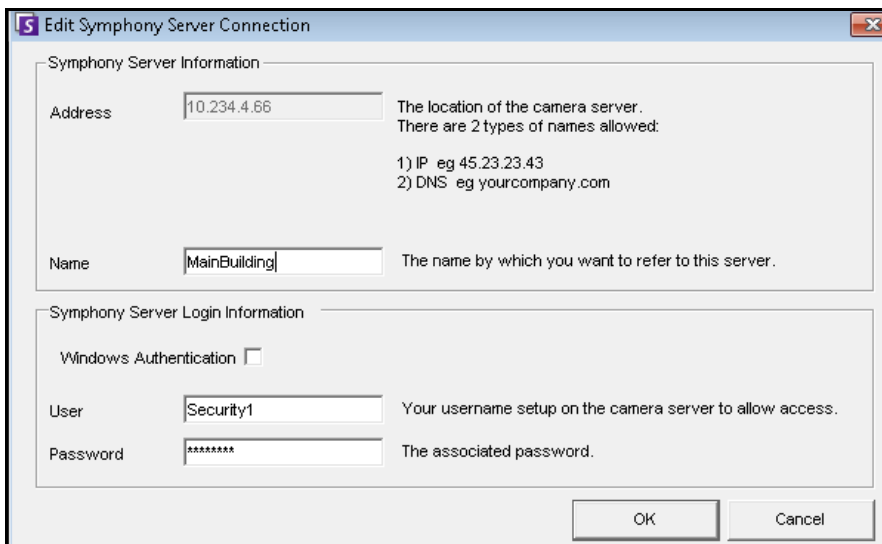 Edit Symphony Server Connection
Symphony Server Information
Address
10.234.4.66
The location of the camera server.
There are 2 types of names allowed:
1) IP eg 45.23.23.43
2) DNS eg yourcompany.com
Name
MainBuilding
The name by which you want to refer to this server.
Symphony Server Login Information
Windows Authentication
User
Security1
Your username setup on the camera server to allow access.
Password
********
The associated password.
OK
Cancel